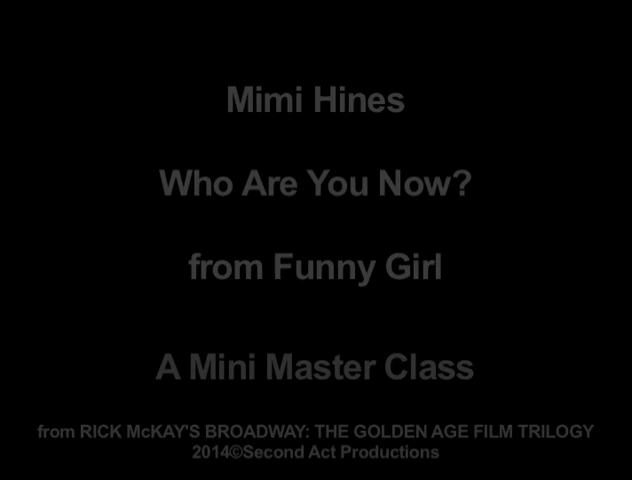 Mimi Hines
Who Are You Now?
from Funny Girl
A Mini Master Class
from RICK McKAY'S BROADWAY: THE GOLDEN AGE FILM TRILOGY
2014©Second Act Productions